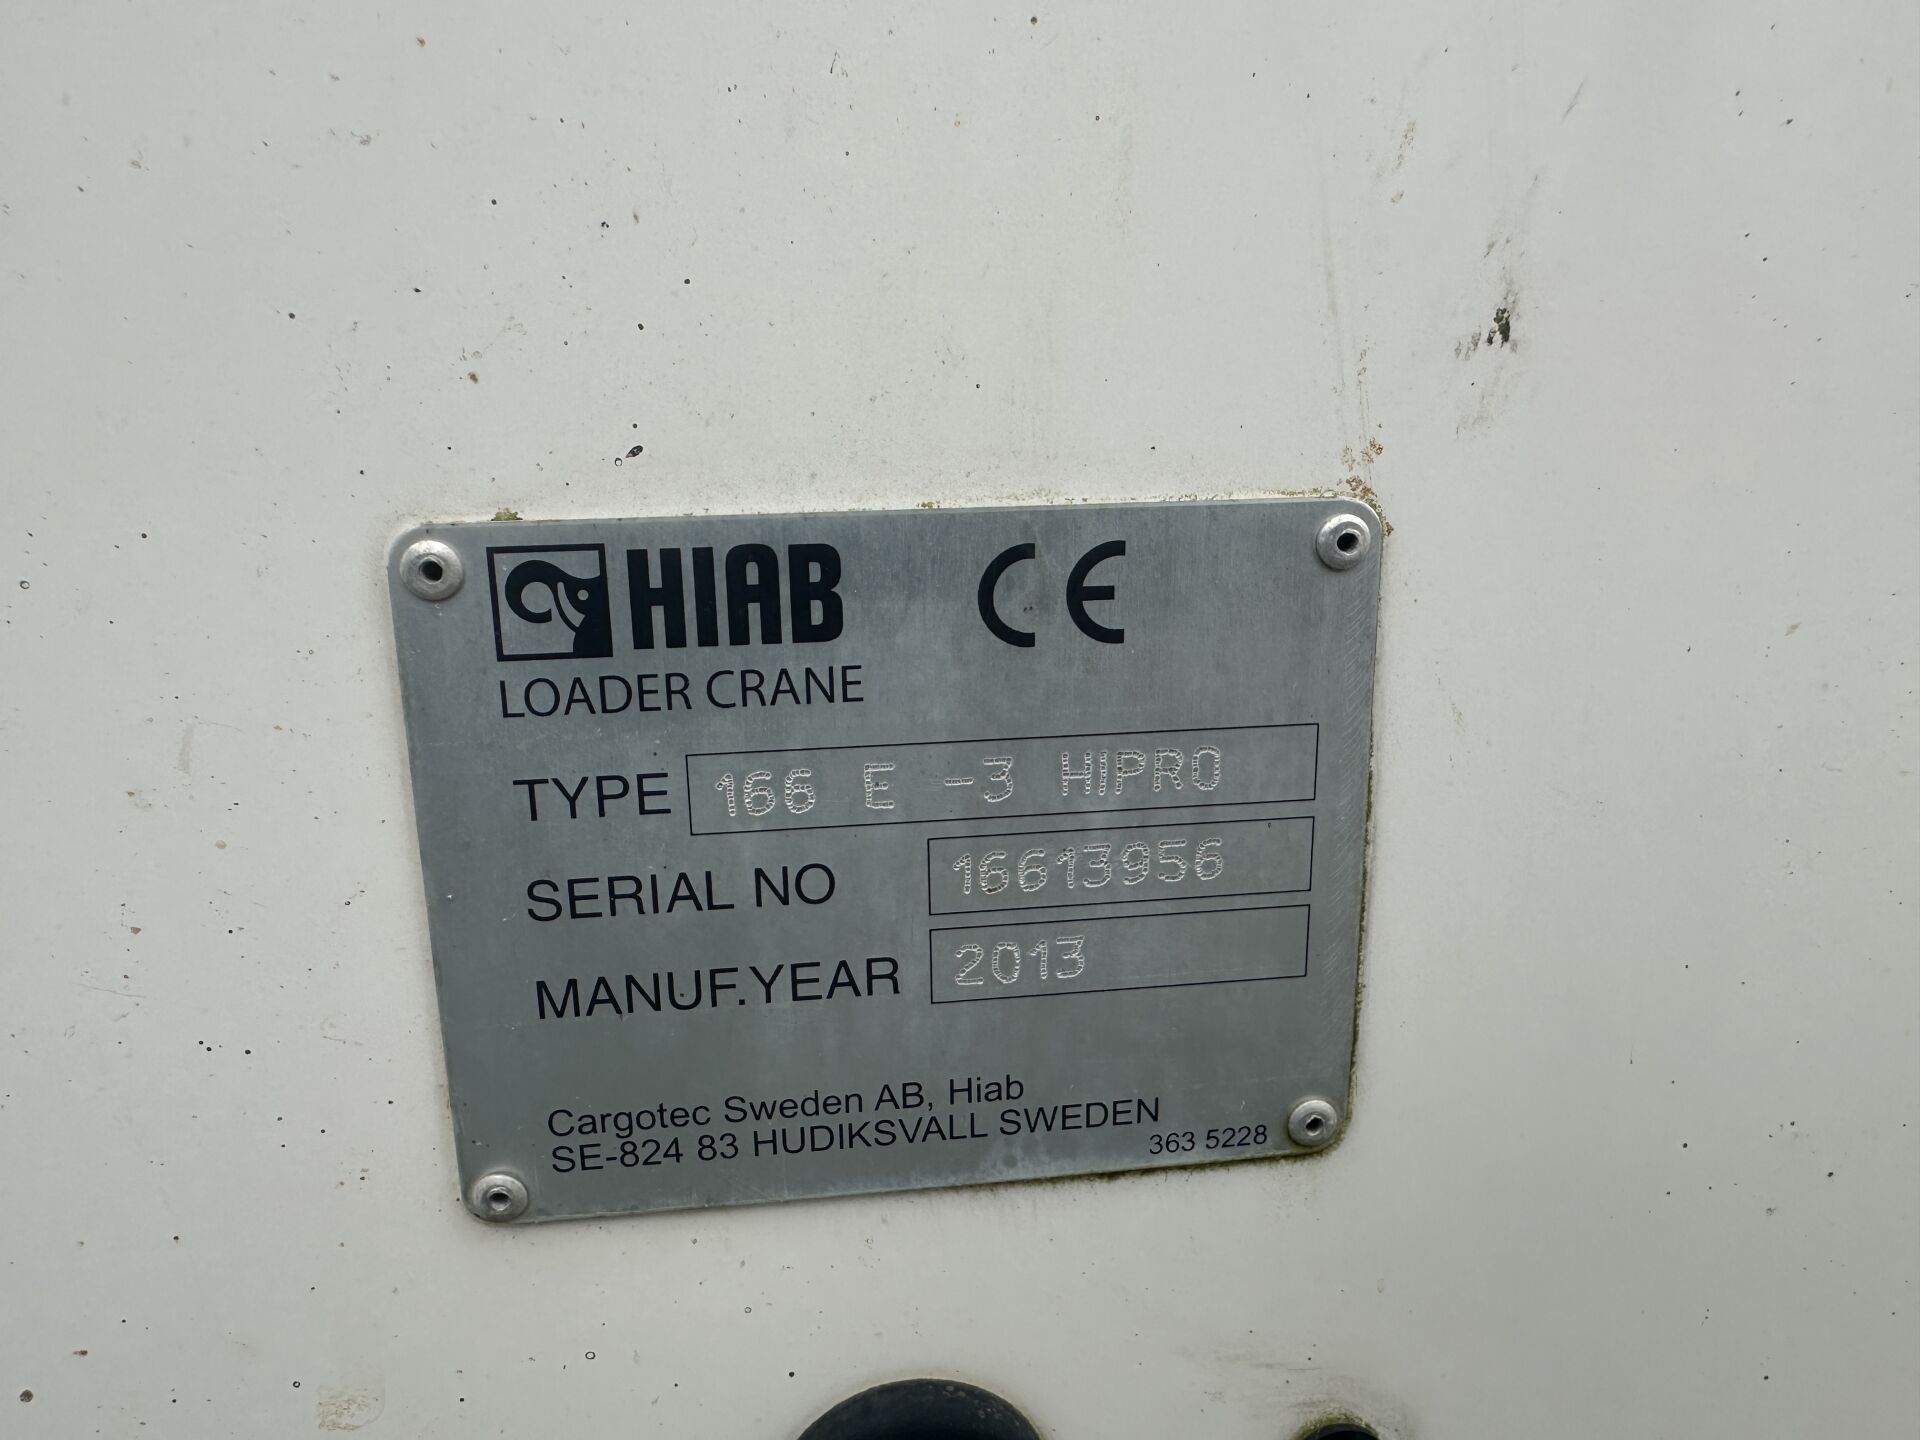 HIAB CE
LOADER CRANE
TYPE 166 E -3 HIPRO
SERIAL NO 16613956
MANUF.YEAR 2013
Cargotec Sweden AB, Hiab
SE-824 83 HUDIKSVALL SWEDEN
363 5228